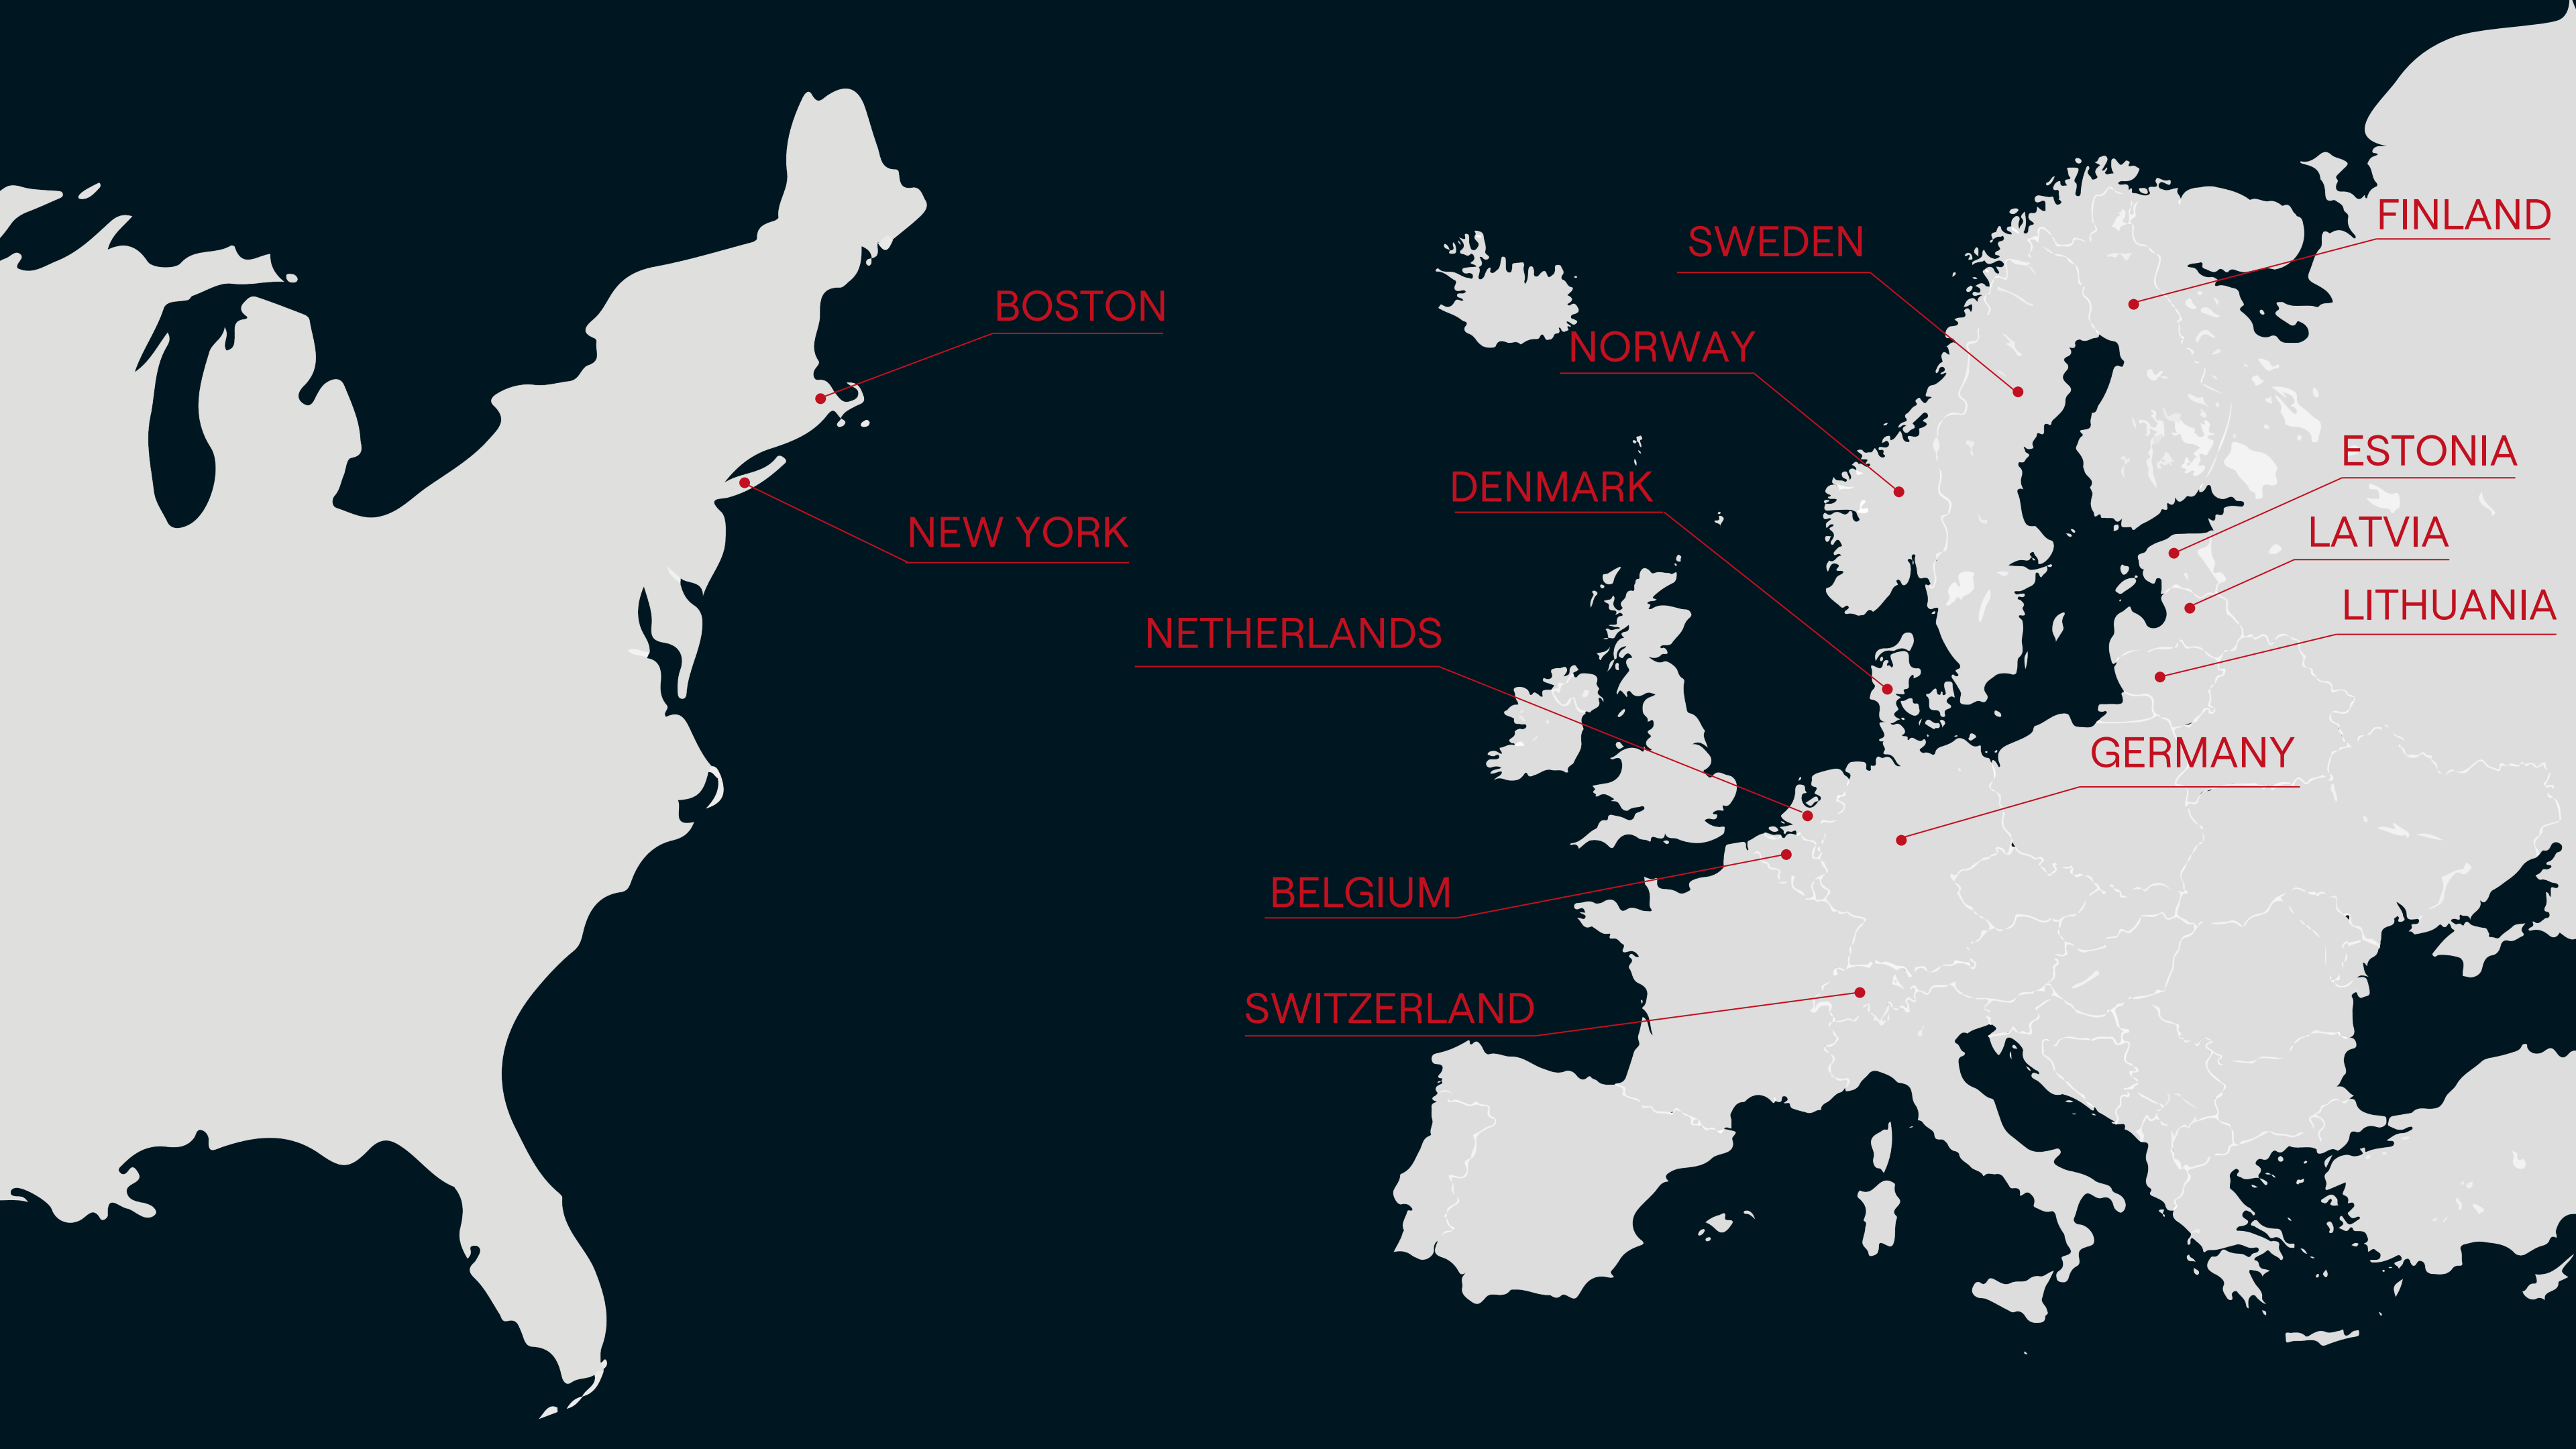 FINLAND
SWEDEN
BOSTON
NORWAY
ESTONIA
DENMARK
LATVIA
NEW YORK
LITHUANIA
NETHERLANDS
GERMANY
BELGIUM
SWITZERLAND